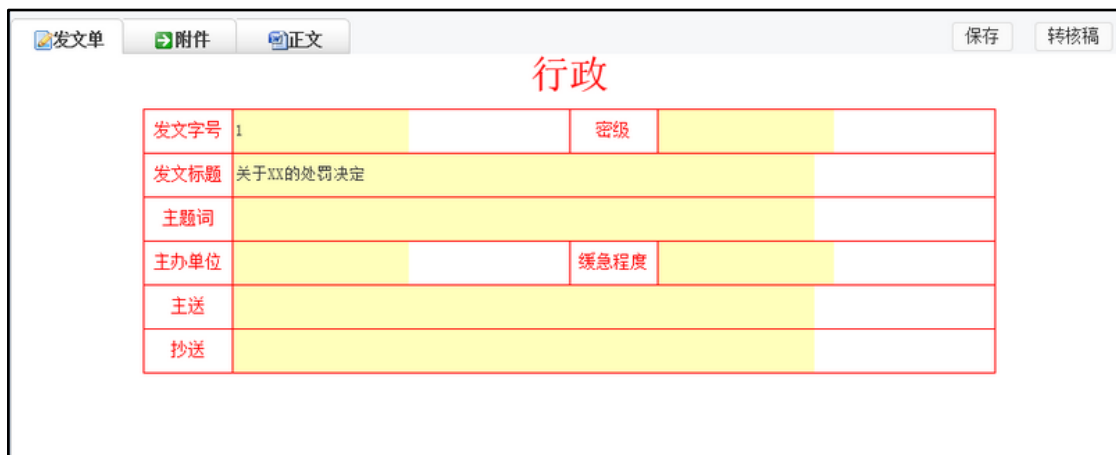 发文单 附件 正文 保存 转核稿
行政
发文字号 1 密级
发文标题 关于XX的处罚决定
主题词
主办单位 缓急程度
主送
抄送